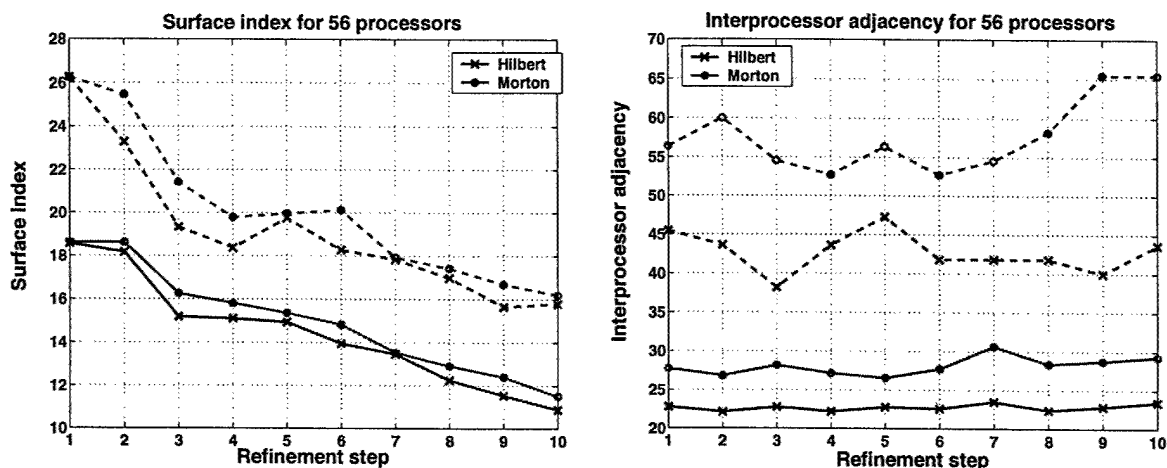 Surface index for 56 processors
28
26
24
22
20
18
16
14
12
10
Surface index
Hilbert
Morton
1 2 3 4 5 6 7 8 9 10
Refinement step
Interprocessor adjacency for 56 processors
70
65
60
55
50
45
40
35
30
25
20
Interprocessor adjacency
Hilbert
Morton
1 2 3 4 5 6 7 8 9 10
Refinement step